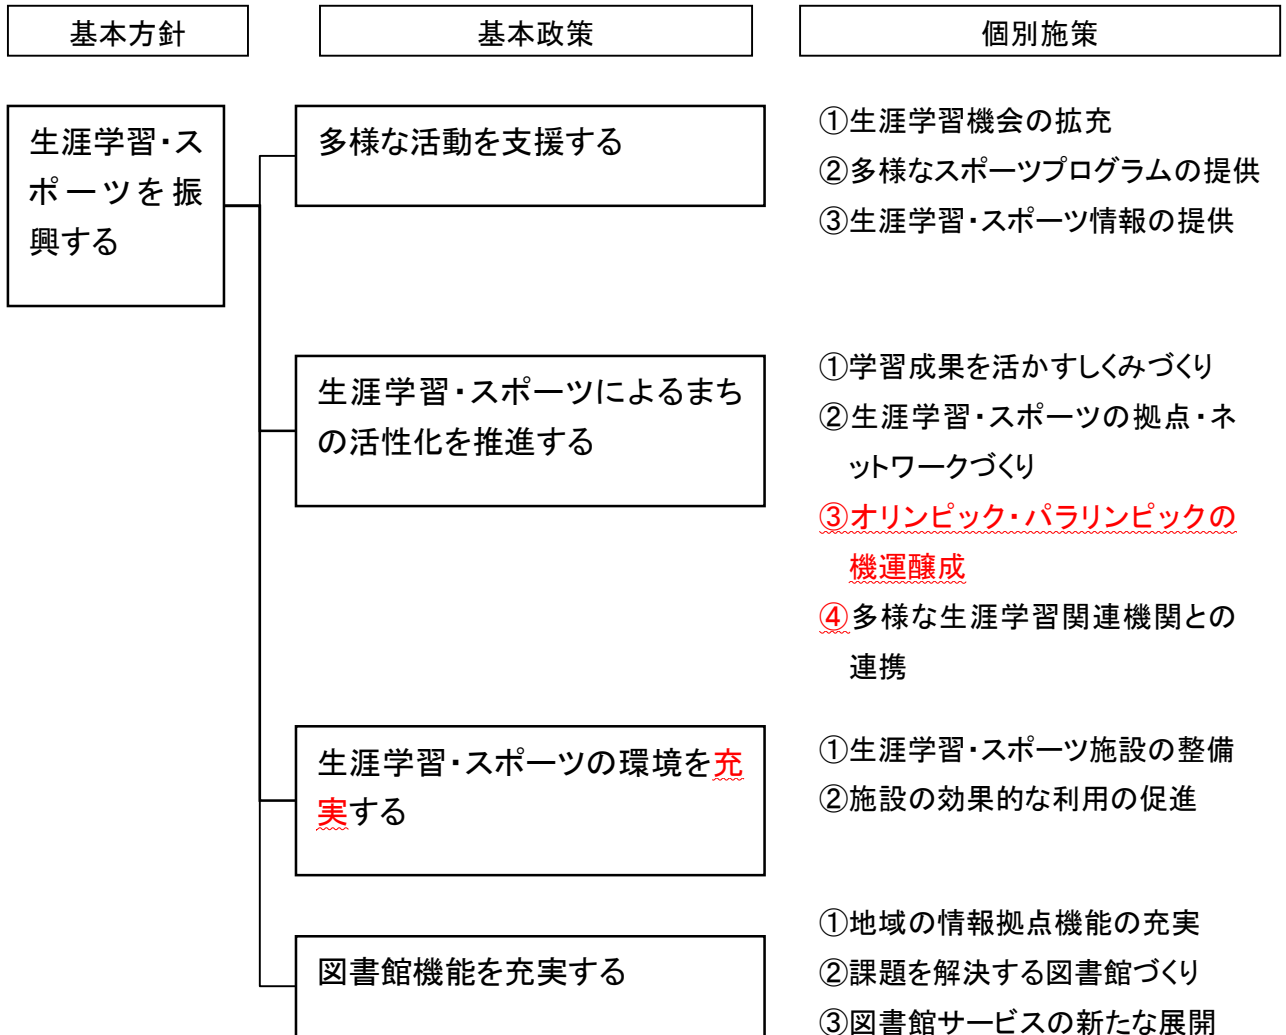 基本方針
基本政策
個別施策
生涯学習・ス
ポーツを振
興する
多様な活動を支援する
①生涯学習機会の拡充
②多様なスポーツプログラムの提供
③生涯学習・スポーツ情報の提供
生涯学習・スポーツによるまち
の活性化を推進する
①学習成果を活かすしくみづくり
②生涯学習・スポーツの拠点・ネ
ットワークづくり
③オリンピック・パラリンピックの
機運醸成
④多様な生涯学習関連機関との
連携
生涯学習・スポーツの環境を充
実する
①生涯学習・スポーツ施設の整備
②施設の効果的な利用の促進
図書館機能を充実する
①地域の情報拠点機能の充実
②課題を解決する図書館づくり
③図書館サービスの新たな展開